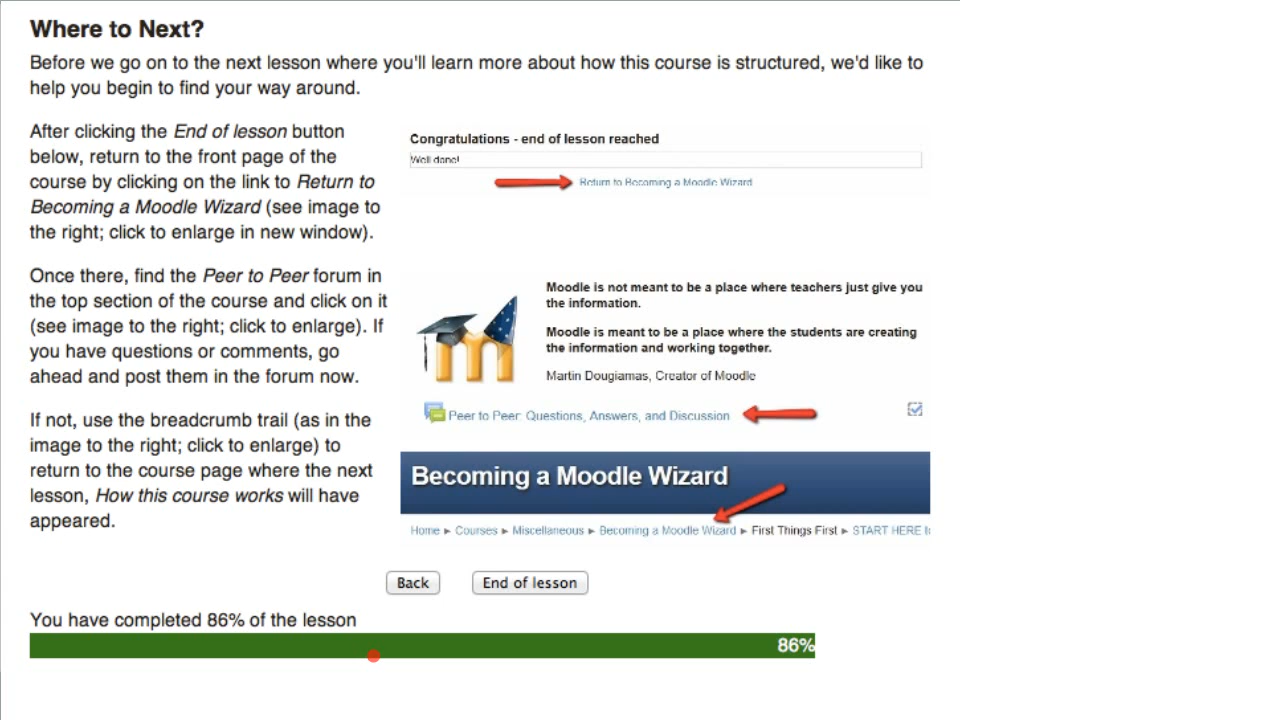 Where to Next?
Before we go on to the next lesson where you'll learn more about how this course is structured, we'd like to
help you begin to find your way around.
After clicking the End of lesson button
below, return to the front page of the
course by clicking on the link to Return to
Becoming a Moodle Wizard (see image to
the right; click to enlarge in new window).
Once there, find the Peer to Peer forum in
the top section of the course and click on it
(see image to the right; click to enlarge). If
you have questions or comments, go
ahead and post them in the forum now.
If not, use the breadcrumb trail (as in the
image to the right; click to enlarge) to
return to the course page where the next
lesson, How this course works will have
appeared.
Congratulations - end of lesson reached
Well done!
Return to Becoming a Moodle Wizard
Moodle is not meant to be a place where teachers just give you
the information.
Moodle is meant to be a place where the students are creating
the information and working together.
Martin Dougiamas, Creator of Moodle
Peer to Peer: Questions, Answers, and Discussion
Becoming a Moodle Wizard
Home ► Courses ► Miscellaneous ► Becoming a Moodle Wizard ► First Things First ► START HERE to
Back
End of lesson
You have completed 86% of the lesson
86%